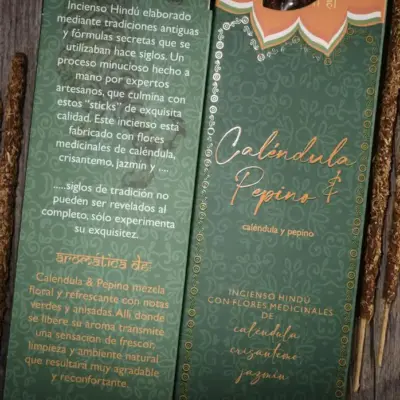 Incienso Hindú elaborado
mediante tradiciones antiguas
y fórmulas secretas que se
utilizaban hace siglos. Un
proceso minucioso hecho a
mano por expertos
artesanos, que culmina con
estos "sticks" de exquisita
calidad. Este incienso está
fabricado con flores
medicinales de caléndula,
crisantemo, jazmín y ....
.....siglos de tradición no
pueden ser revelados al
completo, sólo experimenta
su exquisitez.
aromática de:
Caléndula & Pepino mezcla
floral y refrescante con notas
verdes y anisadas. Allí donde
se libere su aroma transmite
una sensación de frescor,
limpieza y ambiente natural
que resultará muy agradable
y reconfortante.
Caléndula
& Pepino
caléndula y pepino
INCIENSO HINDÚ
CON FLORES MEDICINALES
DE
caléndula
crisantemo
jazmín